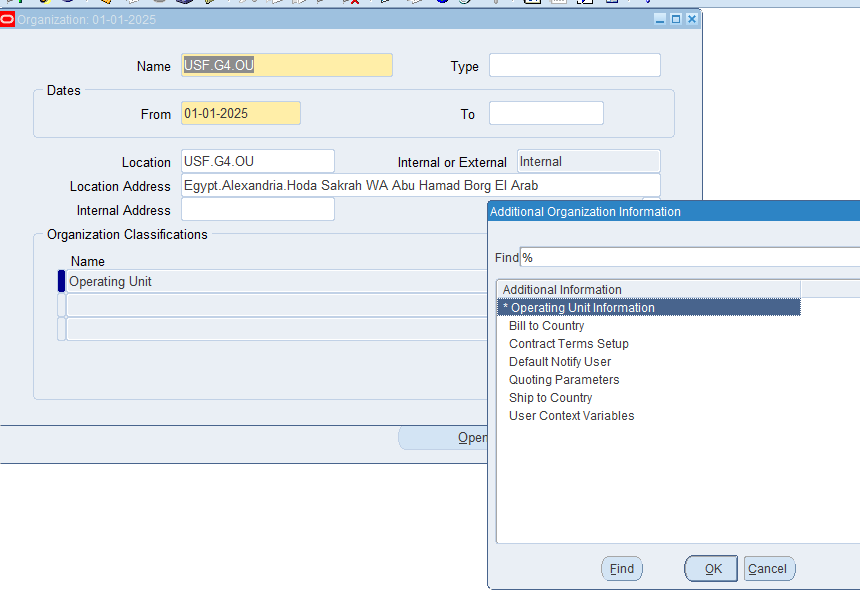 Organization: 01-01-2025
Name USF.G4.OU Type
Dates
From 01-01-2025 To
Location USF.G4.OU Internal or External Internal
Location Address Egypt.Alexandria.Hoda Sakrah WA Abu Hamad Borg El Arab
Internal Address
Organization Classifications
Name
Operating Unit
Open
Additional Organization Information
Find %
Additional Information
* Operating Unit Information
Bill to Country
Contract Terms Setup
Default Notify User
Quoting Parameters
Ship to Country
User Context Variables
Find OK Cancel